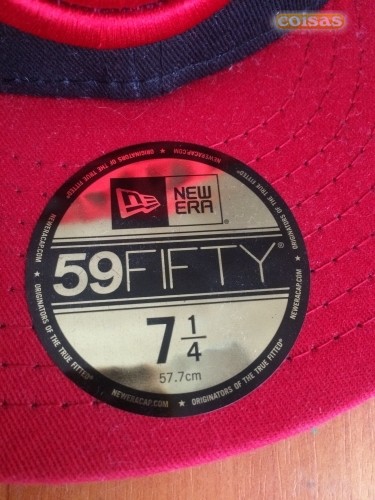 coisas
NEW
ERA
59FIFTY®
7 1/4
57.7cm
NEWERACAP.COM ★ ORIGINATORS OF THE TRUE FITTED® ★ NEWERACAP.COM ★ ORIGINATORS OF THE TRUE FITTED® ★ NEWERACAP.COM ★ ORIGINATORS OF THE TRUE FITTED® ★ NEWERACAP.COM ★ ORIGINATORS OF THE TRUE FITTED®